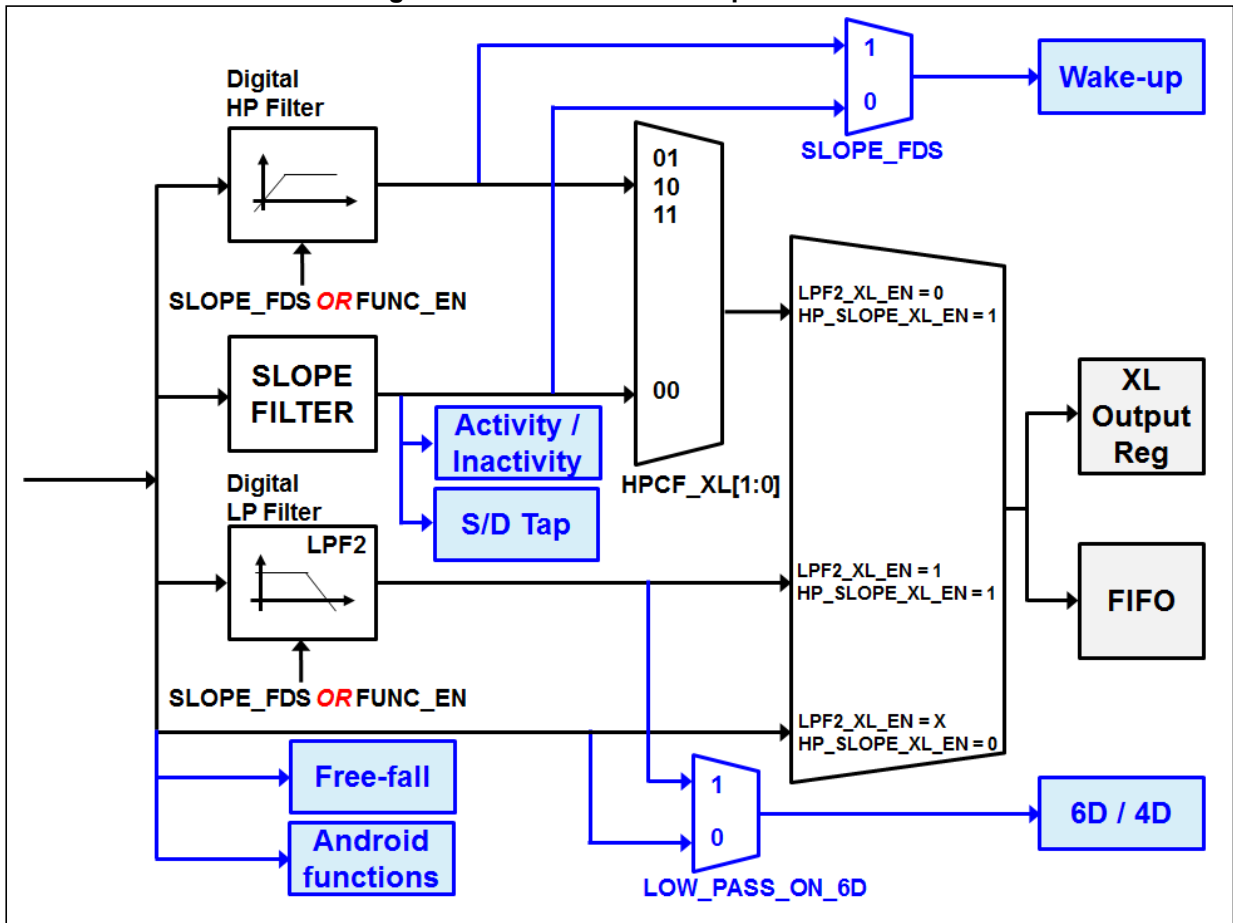 Digital
HP Filter
SLOPE_FDS OR FUNC_EN
1
0
SLOPE_FDS
Wake-up
01
10
11
00
HPCF_XL[1:0]
SLOPE
FILTER
Activity /
Inactivity
S/D Tap
Digital
LP Filter
LPF2
SLOPE_FDS OR FUNC_EN
LPF2_XL_EN = 0
HP_SLOPE_XL_EN = 1
LPF2_XL_EN = 1
HP_SLOPE_XL_EN = 1
LPF2_XL_EN = X
HP_SLOPE_XL_EN = 0
XL
Output
Reg
FIFO
Free-fall
Android
functions
1
0
LOW_PASS_ON_6D
6D / 4D